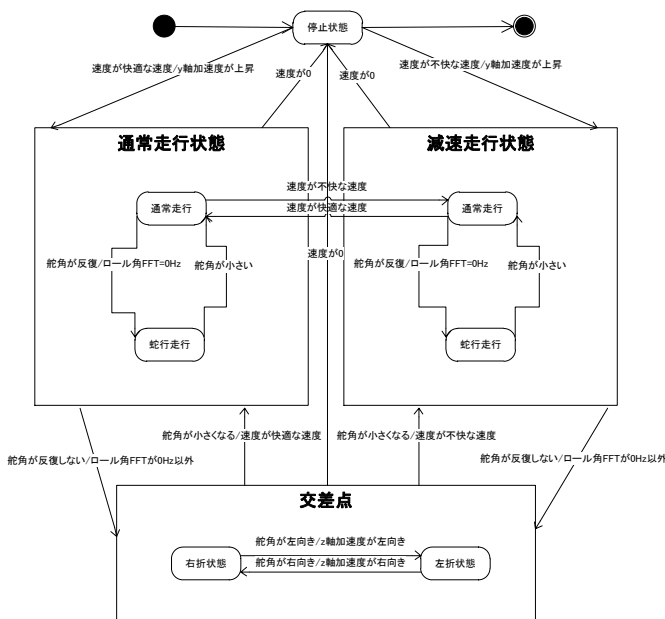 停止状態
速度が快適な速度/y軸加速度が上昇
速度が0
速度が0
速度が不快な速度/y軸加速度が上昇
通常走行状態
減速走行状態
通常走行
速度が不快な速度
速度が快適な速度
通常走行
舵角が反復/ロール角FFT=0Hz
舵角が小さい
速度が0
舵角が反復/ロール角FFT=0Hz
舵角が小さい
蛇行走行
蛇行走行
舵角が小さくなる/速度が快適な速度
舵角が小さくなる/速度が不快な速度
舵角が反復しない/ロール角FFTが0Hz以外
舵角が反復しない/ロール角FFTが0Hz以外
交差点
舵角が左向き/z軸加速度が左向き
右折状態
舵角が右向き/z軸加速度が右向き
左折状態